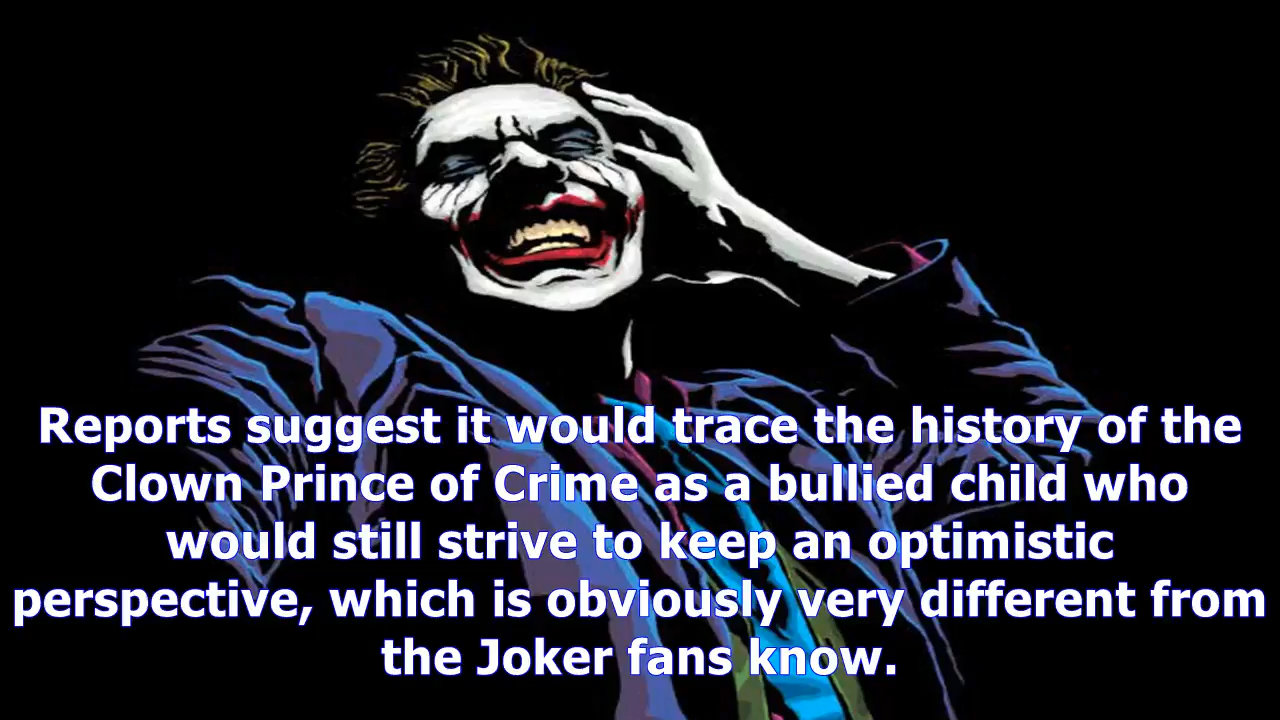 Reports suggest it would trace the history of the
Clown Prince of Crime as a bullied child who
would still strive to keep an optimistic
perspective, which is obviously very different from
the Joker fans know.